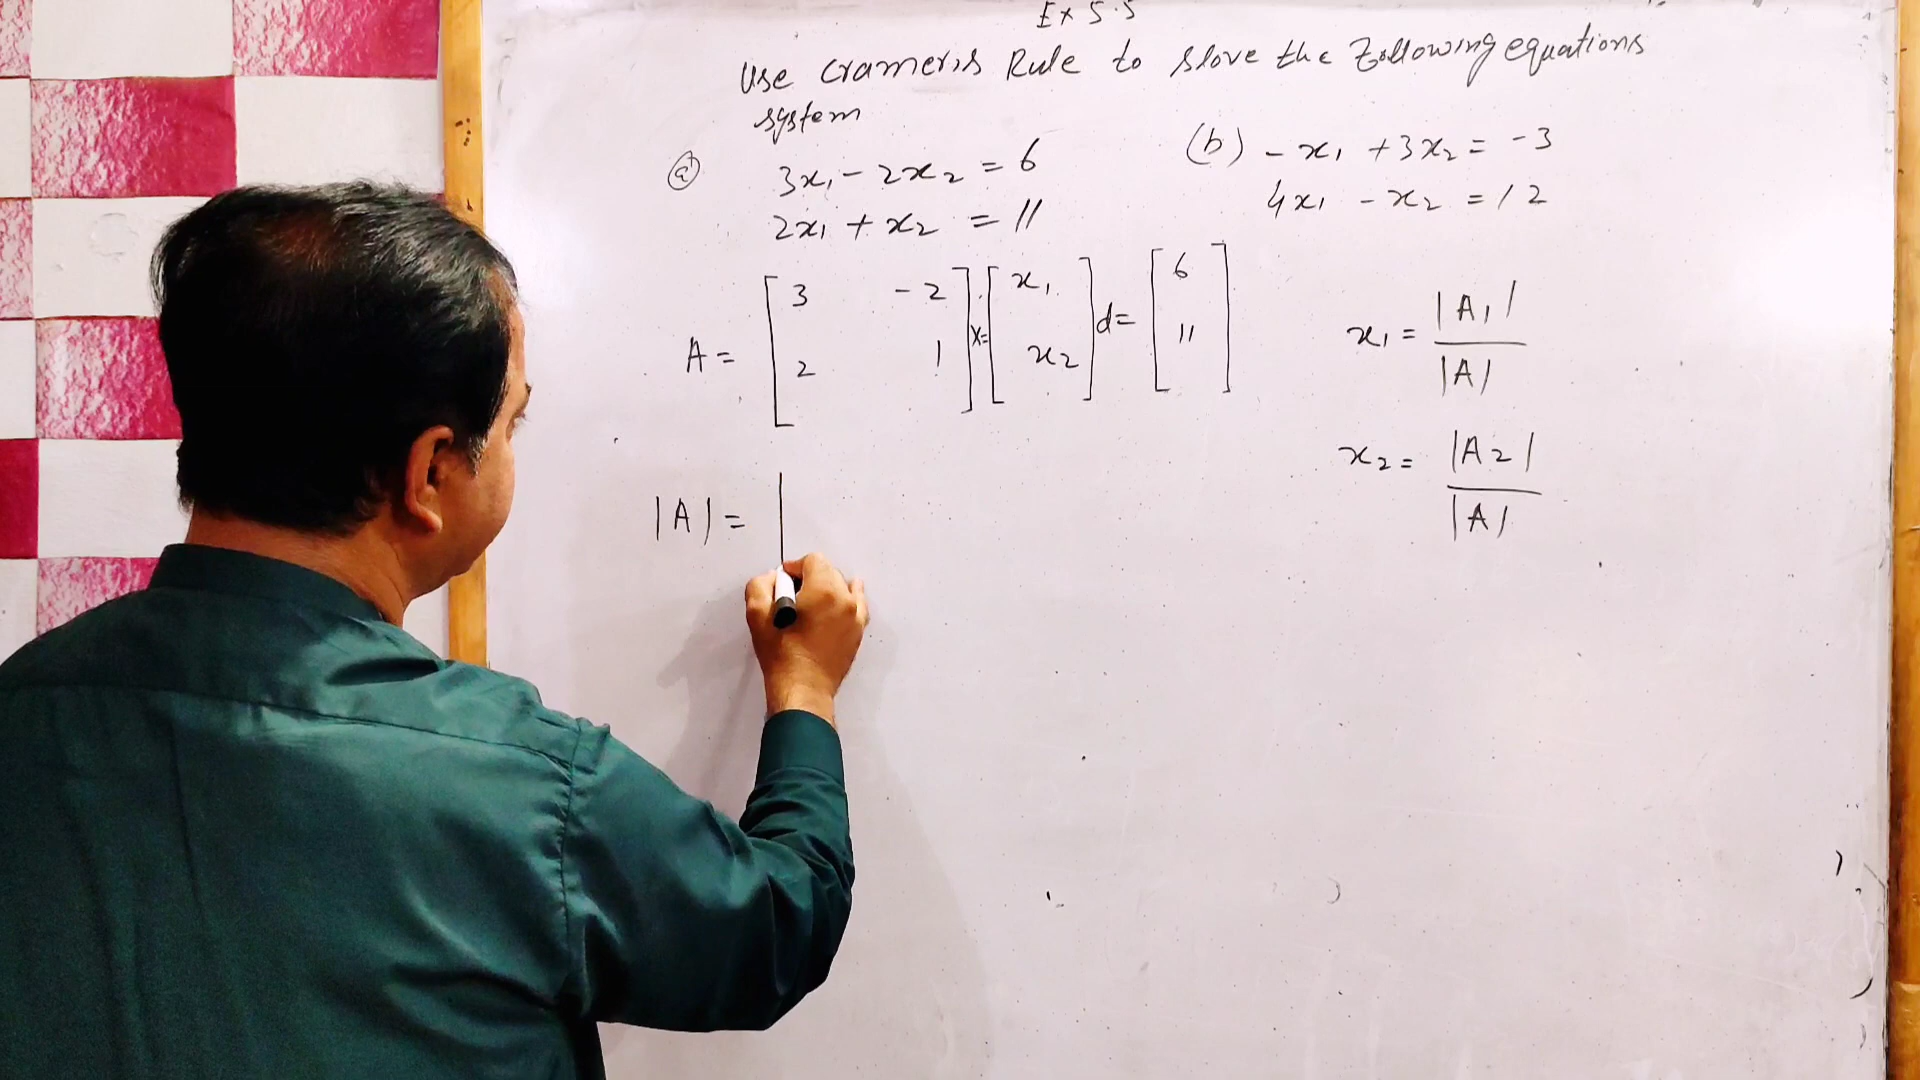 Ex 5.5
Use cramer's Rule to slove the following equations
system
(a) 3x₁ - 2x₂ = 6
2x₁ + x₂ = 11
(b) - x₁ + 3x₂ = -3
4x₁ - x₂ = 12
A = [3 -2
2 1] X = [x₁
x₂] d = [6
11]
x₁ = |A₁| / |A|
x₂ = |A₂| / |A|
|A| = |